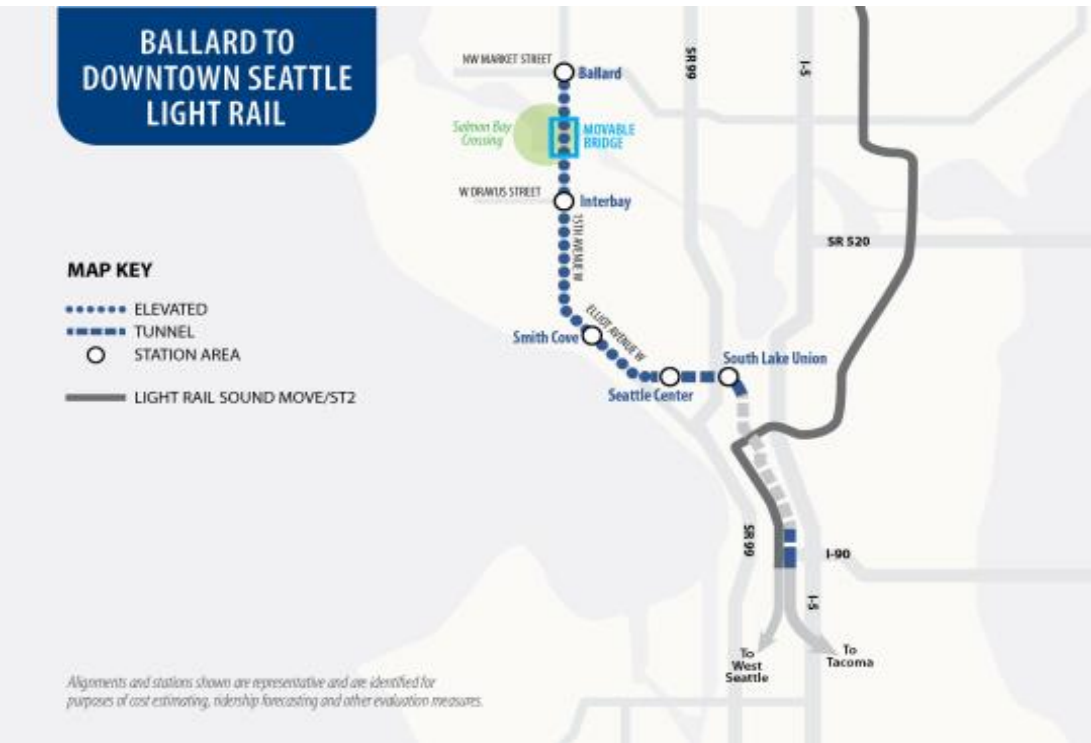 BALLARD TO
DOWNTOWN SEATTLE
LIGHT RAIL
NW MARKET STREET
Ballard
SR 99
I-5
Salmon Bay
Crossing
MOVABLE
BRIDGE
W DRAVUS STREET
Interbay
15TH AVENUE W
SR 520
MAP KEY
ELEVATED
TUNNEL
STATION AREA
LIGHT RAIL SOUND MOVE/ST2
Smith Cove
ELLIOT AVENUE W
South Lake Union
Seattle Center
SR 99
I-90
I-5
To
West
Seattle
To
Tacoma
Alignments and stations shown are representative and are identified for
purposes of cost estimating, ridership forecasting and other evaluation measures.